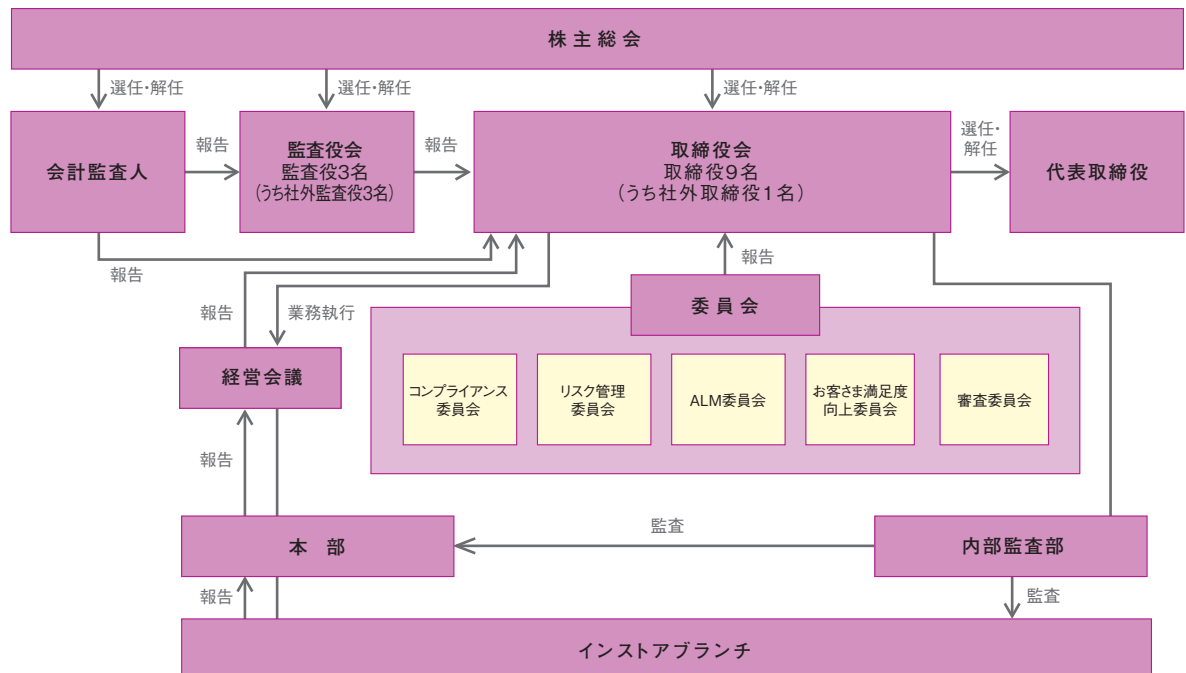 株主総会
選任・解任
選任・解任
選任・解任
会計監査人
報告
監査役会
監査役3名
（うち社外監査役3名）
報告
取締役会
取締役9名
（うち社外取締役1名）
選任・
解任
代表取締役
報告
報告
業務執行
報告
委員会
経営会議
コンプライアンス
委員会
リスク管理
委員会
ALM委員会
お客さま満足度
向上委員会
審査委員会
報告
本部
監査
内部監査部
報告
監査
インストアブランチ